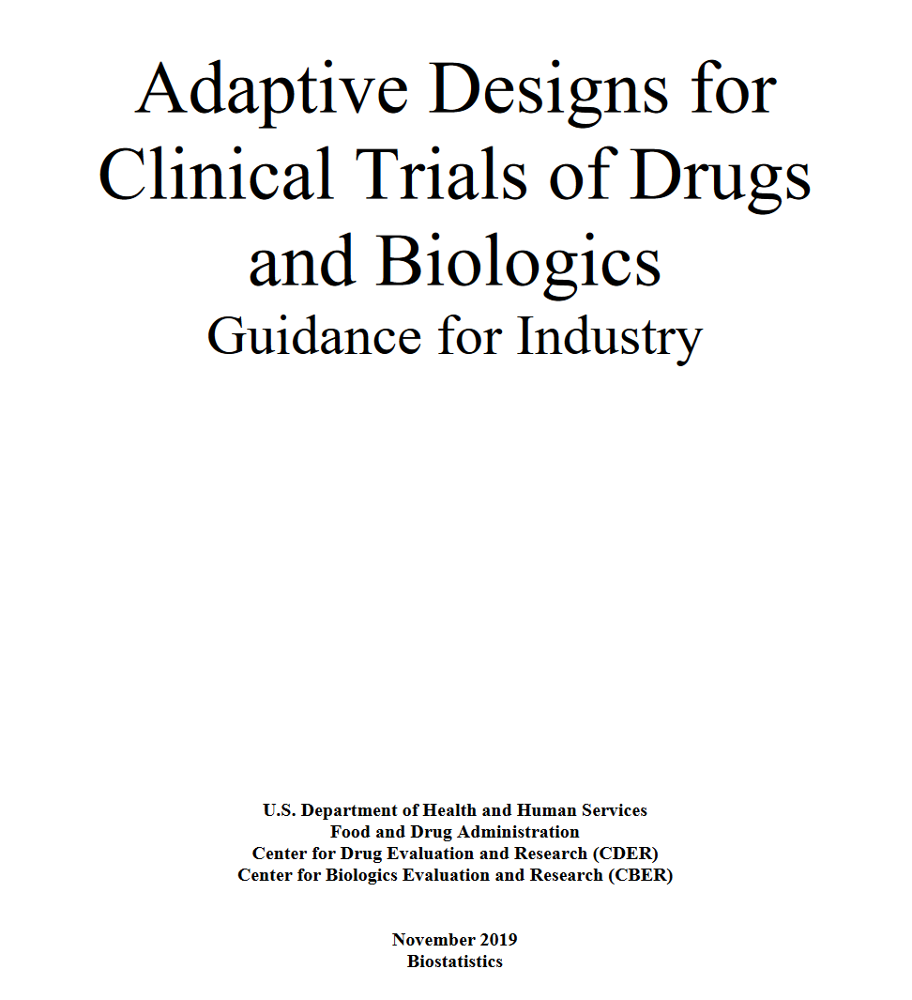 Adaptive Designs for
Clinical Trials of Drugs
and Biologics
Guidance for Industry
U.S. Department of Health and Human Services
Food and Drug Administration
Center for Drug Evaluation and Research (CDER)
Center for Biologics Evaluation and Research (CBER)
November 2019
Biostatistics